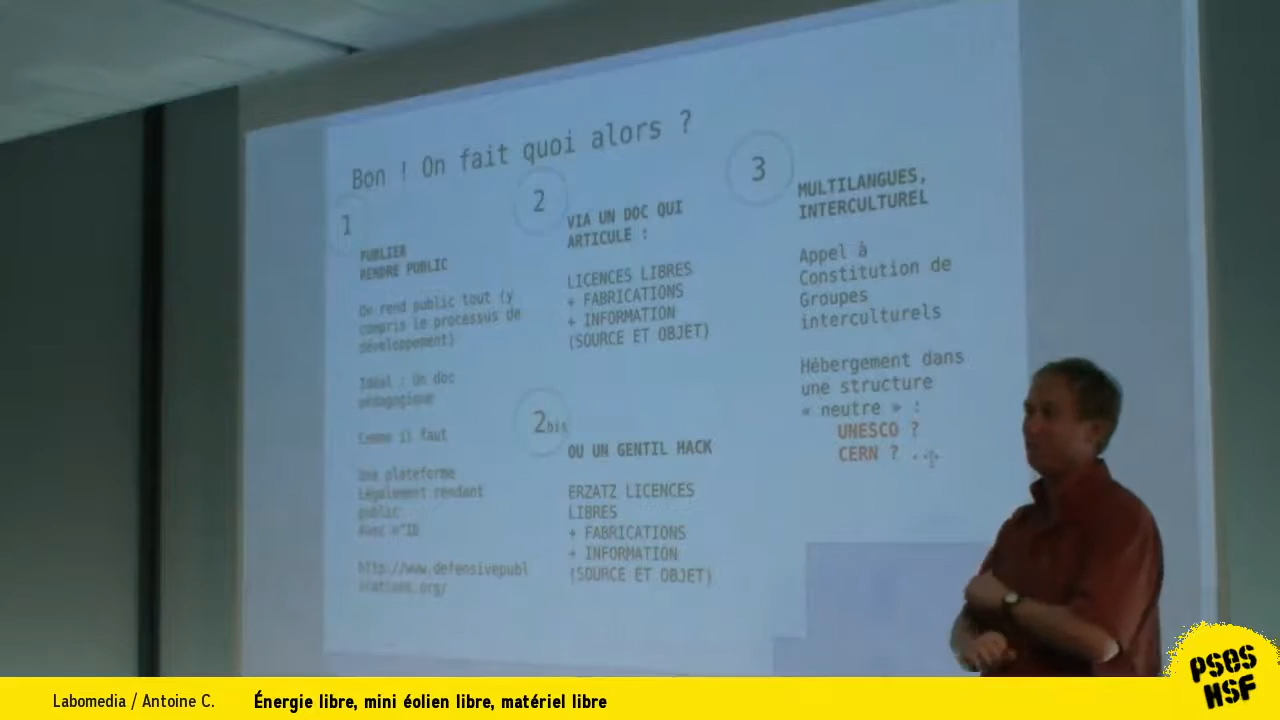 Bon ! On fait quoi alors ?
1
PUBLIER
RENDRE PUBLIC
On rend public tout (y
compris le processus de
développement)
Idéal : Un doc
pédagogique
Comme il faut
Une plateforme
Légalement rendant
public
Avec n°ID
http://www.defensivepubl
ications.org/
2
VIA UN DOC QUI
ARTICULE :
LICENCES LIBRES
+ FABRICATIONS
+ INFORMATION
(SOURCE ET OBJET)
2bis
OU UN GENTIL HACK
ERZATZ LICENCES
LIBRES
+ FABRICATIONS
+ INFORMATION
(SOURCE ET OBJET)
3
MULTILANGUES,
INTERCULTUREL
Appel à
Constitution de
Groupes
interculturels
Hébergement dans
une structure
« neutre » :
UNESCO ?
CERN ? ...
Labomedia / Antoine C.
Énergie libre, mini éolien libre, matériel libre
PSES
HSF